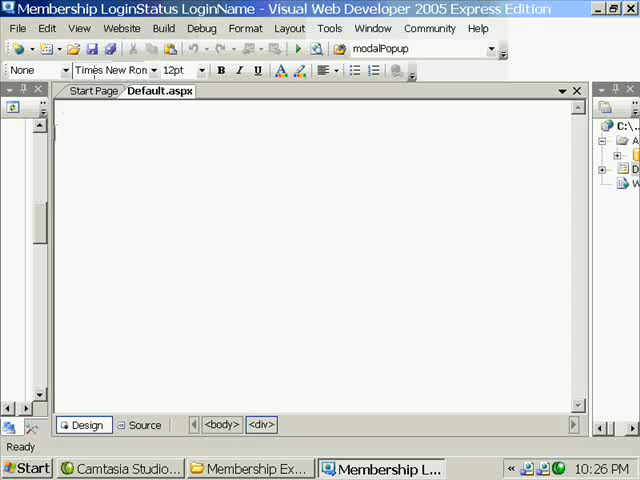 Membership LoginStatus LoginName - Visual Web Developer 2005 Express Edition
File Edit View Website Build Debug Format Layout Tools Window Community Help
modalPopup
None Times New Ron 12pt B I U A
Start Page Default.aspx
C:\...
A
D
W
Design Source <body> <div>
Ready
Start Camtasia Studio... Membership Ex... Membership L... « 10:26 PM